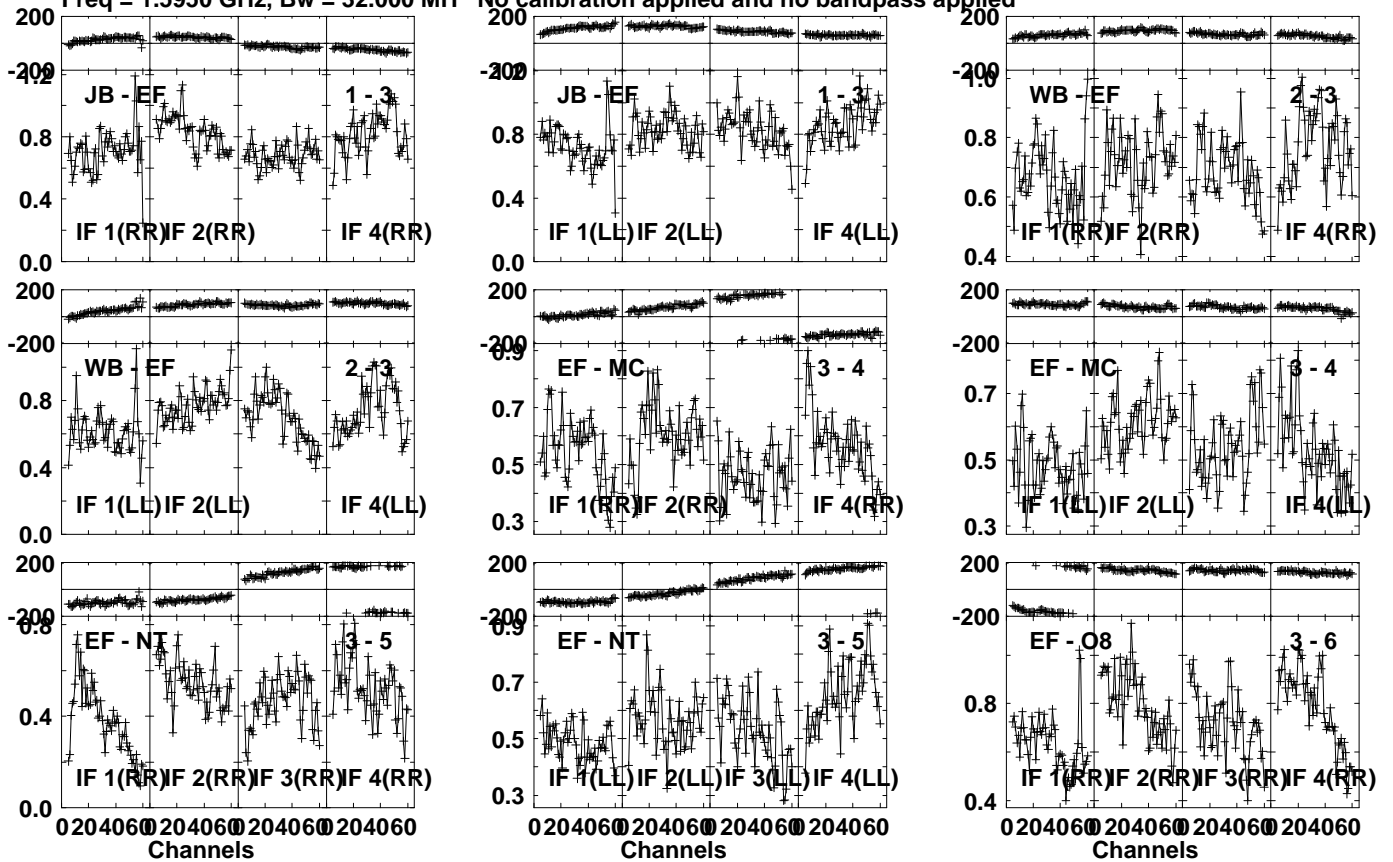 Freq = 1.5950 GHz, Bw = 32.000 MH No calibration applied and no bandpass applied
200 200 200
-200 -200 -200
1.2 1.2 1.0
JB - EF 1 - 3 JB - EF 1 - 3 WB - EF 2 - 3
0.8 0.8 0.8
0.4 0.4 0.6
IF 1(RR) IF 2(RR) IF 4(RR) IF 1(LL) IF 2(LL) IF 4(LL) IF 1(RR) IF 2(RR) IF 4(RR)
0.0 0.0 0.4
200 200 200
-200 -200 -200
0.9
WB - EF 2 - 3 EF - MC 3 - 4 EF - MC 3 - 4
0.8 0.7 0.7
0.4 0.5 0.5
IF 1(LL) IF 2(LL) IF 4(LL) IF 1(RR) IF 2(RR) IF 4(RR) IF 1(LL) IF 2(LL) IF 4(LL)
0.0 0.3 0.3
200 200 200
-200 -200 -200
0.8 0.9
EF - NT 3 - 5 EF - NT 3 - 5 EF - O8 3 - 6
0.7 0.8
0.4 0.5
IF 1(RR) IF 2(RR) IF 3(RR) IF 4(RR) IF 1(LL) IF 2(LL) IF 3(LL) IF 4(LL) IF 1(RR) IF 2(RR) IF 3(RR) IF 4(RR)
0.0 0.3 0.4
0 20 40 60 0 20 40 60 0 20 40 60 0 20 40 60 0 20 40 60 0 20 40 60 0 20 40 60 0 20 40 60 0 20 40 60 0 20 40 60 0 20 40 60 0 20 40 60
Channels Channels Channels